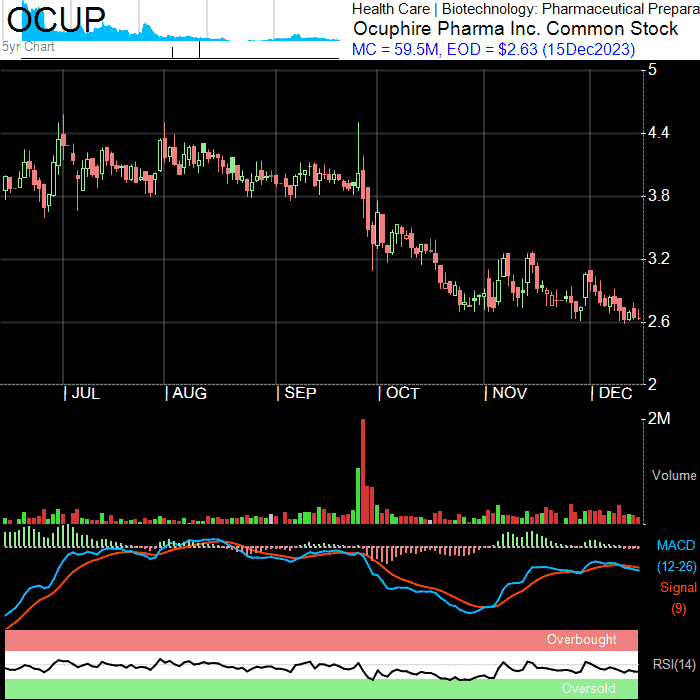 OCUP
5yr Chart
Health Care | Biotechnology: Pharmaceutical Prepara
Ocuphire Pharma Inc. Common Stock
MC = 59.5M, EOD = $2.63 (15Dec2023)
5
4.4
3.8
3.2
2.6
2
JUL AUG SEP OCT NOV DEC
2M
Volume
MACD
(12-26)
Signal
(9)
Overbought
RSI(14)
Oversold